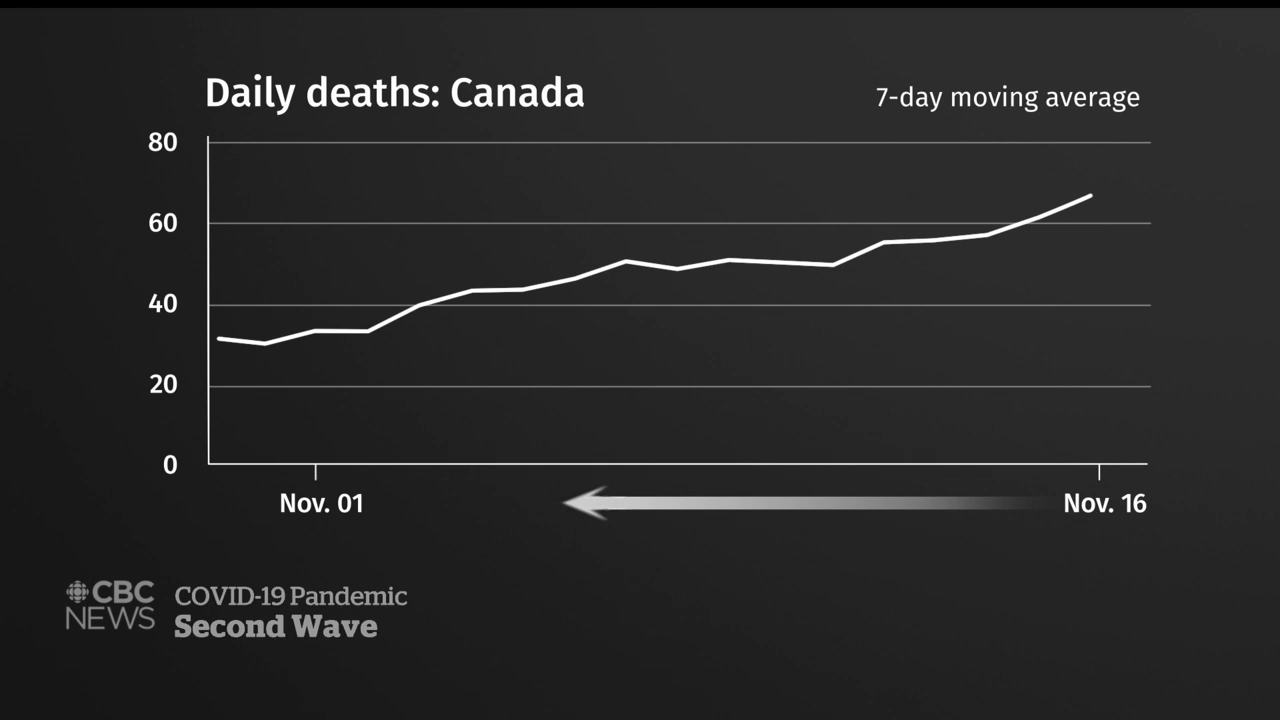 Daily deaths: Canada
7-day moving average
80
60
40
20
0
Nov. 01
Nov. 16
CBC
NEWS
COVID-19 Pandemic
Second Wave